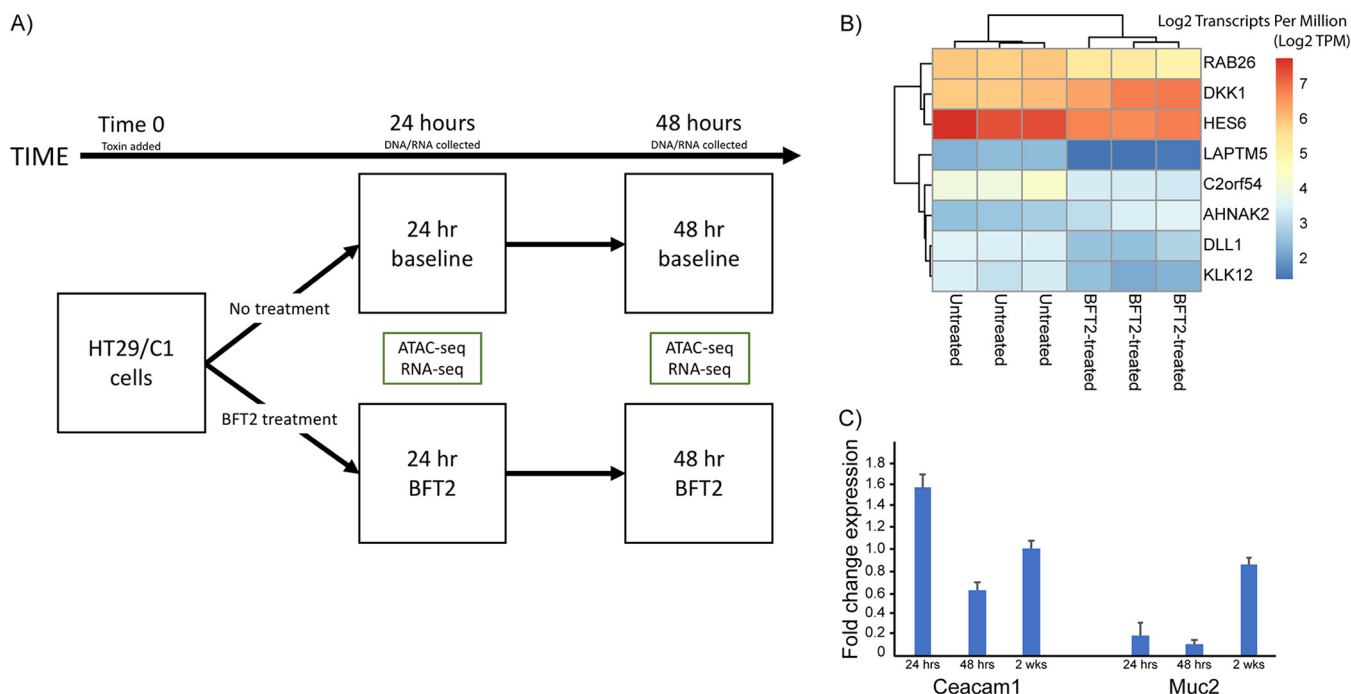 A)
Time 0
Toxin added
24 hours
DNA/RNA collected
48 hours
DNA/RNA collected
TIME
24 hr
baseline
48 hr
baseline
No treatment
HT29/C1
cells
ATAC-seq
RNA-seq
ATAC-seq
RNA-seq
BFT2 treatment
24 hr
BFT2
48 hr
BFT2
B)
Log2 Transcripts Per Million
(Log2 TPM)
RAB26
DKK1
HES6
LAPTM5
C2orf54
AHNAK2
DLL1
KLK12
7
6
5
4
3
2
Untreated
Untreated
Untreated
BFT2-treated
BFT2-treated
BFT2-treated
C)
Fold change expression
1.8
1.6
1.4
1.2
1.0
0.8
0.6
0.4
0.2
0
24 hrs 48 hrs 2 wks 24 hrs 48 hrs 2 wks
Ceacam1 Muc2